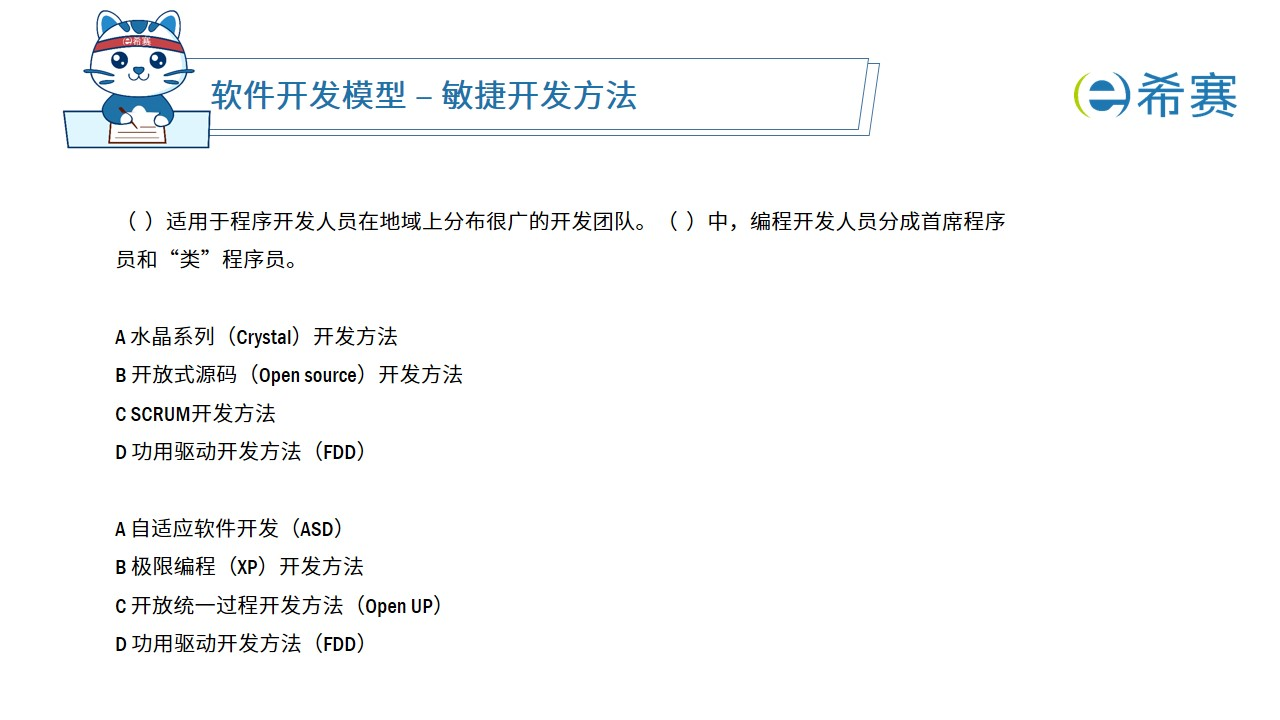 希赛
软件开发模型 – 敏捷开发方法
希赛
（ ）适用于程序开发人员在地域上分布很广的开发团队。（ ）中，编程开发人员分成首席程序
员和“类”程序员。
A 水晶系列（Crystal）开发方法
B 开放式源码（Open source）开发方法
C SCRUM开发方法
D 功用驱动开发方法（FDD）
A 自适应软件开发（ASD）
B 极限编程（XP）开发方法
C 开放统一过程开发方法（Open UP）
D 功用驱动开发方法（FDD）